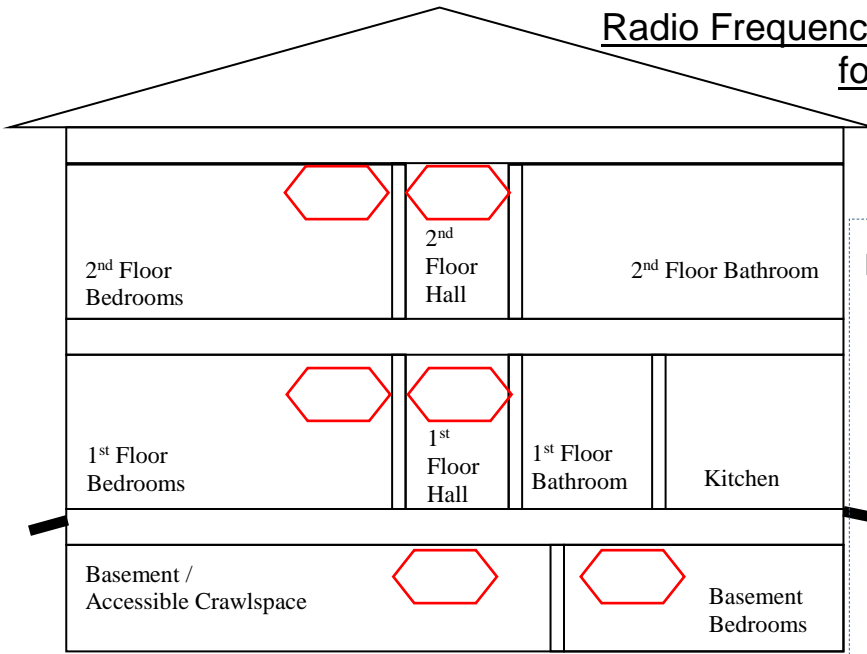 Radio Frequenc
fo
2nd
Floor
Hall
2nd Floor
Bedrooms
2nd Floor Bathroom
1st Floor
Bedrooms
1st
Floor
Hall
1st Floor
Bathroom
Kitchen
Basement /
Accessible Crawlspace
Basement
Bedrooms